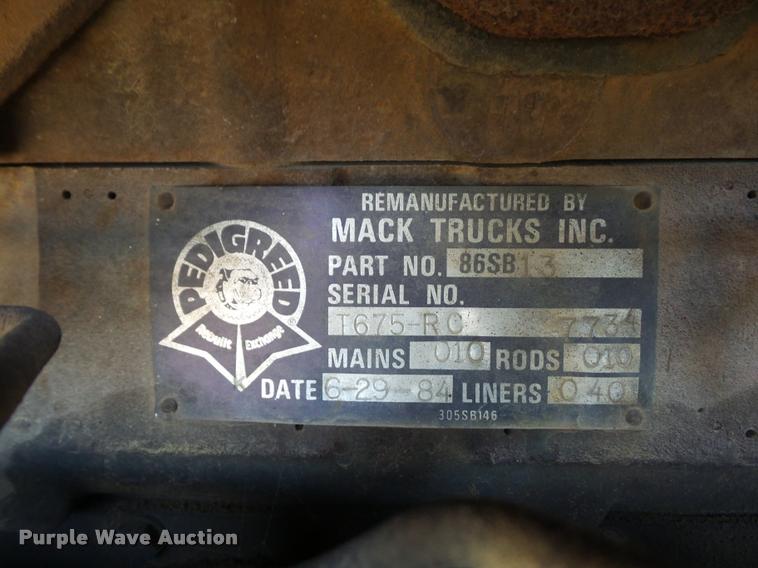 REMANUFACTURED BY
MACK TRUCKS INC.
PART NO. 86SB13
SERIAL NO.
T675-RC 773A
MAINS 010 RODS 010
DATE 6-29-84 LINERS 040
305SB146
PEDIGREED
®
Rebuilt Exchange
Purple Wave Auction